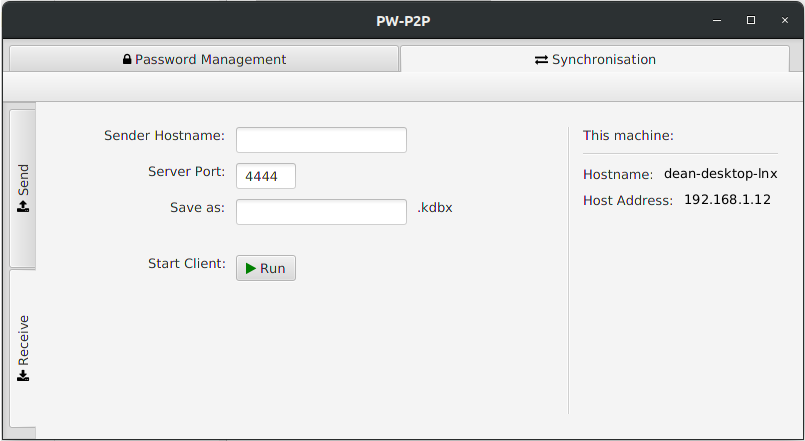 PW-P2P
Password Management
Synchronisation
Send
Receive
Sender Hostname:
Server Port: 4444
Save as: .kdbx
Start Client: Run
This machine:
Hostname: dean-desktop-lnx
Host Address: 192.168.1.12